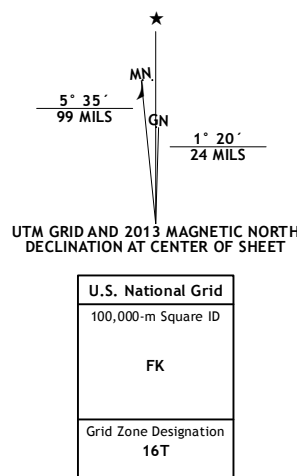 MN
5° 35´
99 MILS
GN
1° 20´
24 MILS
UTM GRID AND 2013 MAGNETIC NORTH
DECLINATION AT CENTER OF SHEET
U.S. National Grid
100,000-m Square ID
FK
Grid Zone Designation
16T